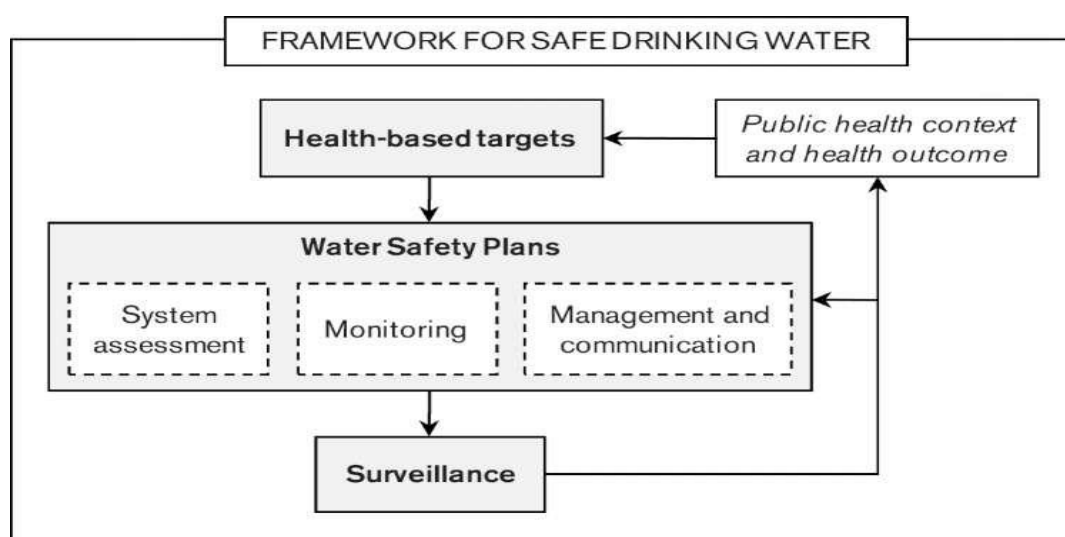 FRAMEWORK FOR SAFE DRINKING WATER
Health-based targets
Public health context
and health outcome
Water Safety Plans
System
assessment
Monitoring
Management and
communication
Surveillance